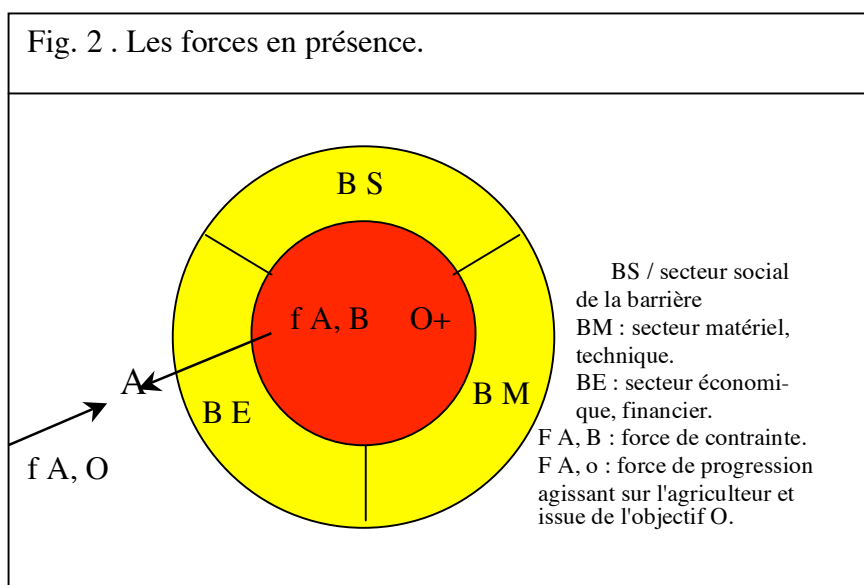 Fig. 2 . Les forces en présence.
B S
f A, B
O+
A
B E
B M
f A, O
BS / secteur social
de la barrière
BM : secteur matériel,
technique.
BE : secteur économi-
que, financier.
F A, B : force de contrainte.
F A, o : force de progression
agissant sur l'agriculteur et
issue de l'objectif O.